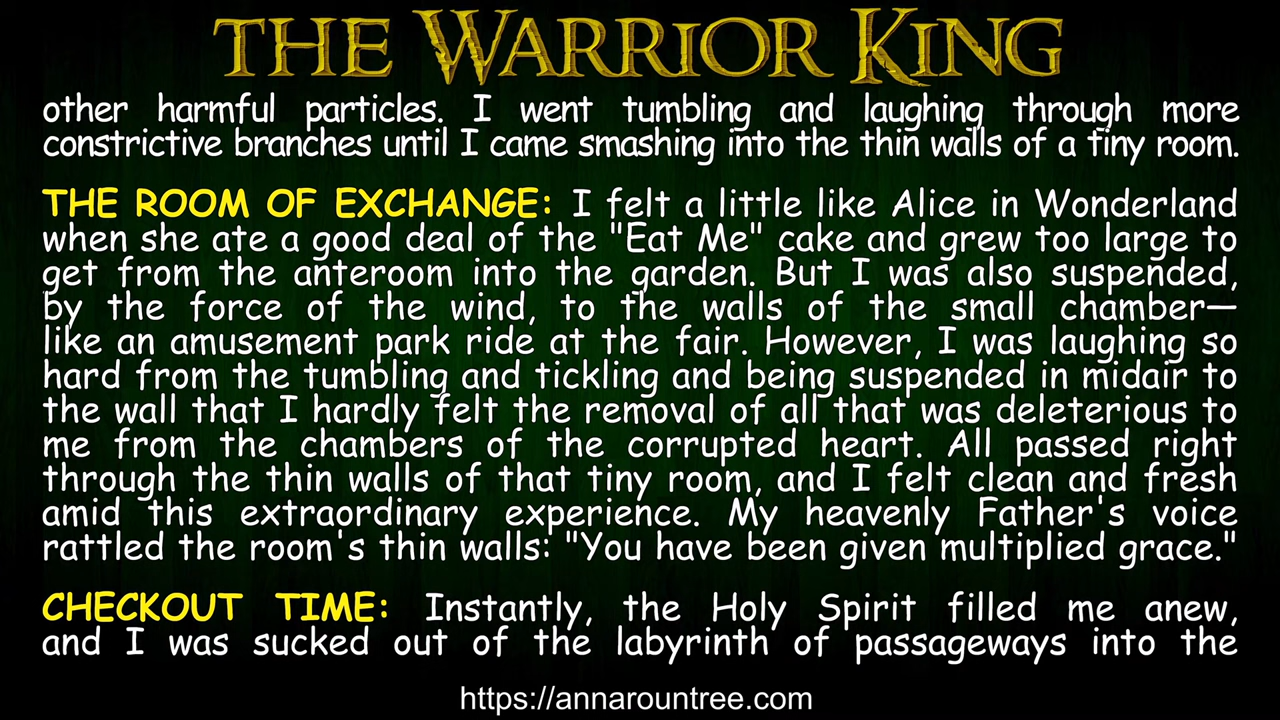 THE WARRIOR KING
other harmful particles. I went tumbling and laughing through more
constrictive branches until I came smashing into the thin walls of a tiny room.
THE ROOM OF EXCHANGE: I felt a little like Alice in Wonderland
when she ate a good deal of the "Eat Me" cake and grew too large to
get from the anteroom into the garden. But I was also suspended,
by the force of the wind, to the walls of the small chamber—
like an amusement park ride at the fair. However, I was laughing so
hard from the tumbling and tickling and being suspended in midair to
the wall that I hardly felt the removal of all that was deleterious to
me from the chambers of the corrupted heart. All passed right
through the thin walls of that tiny room, and I felt clean and fresh
amid this extraordinary experience. My heavenly Father's voice
rattled the room's thin walls: "You have been given multiplied grace."
CHECKOUT TIME: Instantly, the Holy Spirit filled me anew,
and I was sucked out of the labyrinth of passageways into the
https://annarountree.com